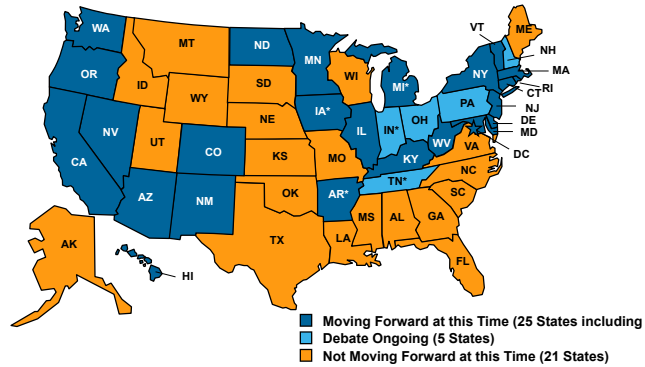 WA
OR
CA
NV
ID
MT
WY
UT
AZ
CO
NM
ND
SD
NE
KS
OK
TX
MN
IA*
MO
AR*
LA
WI
IL
MI*
IN*
OH
KY
TN*
MS
AL
GA
FL
SC
NC
VA
WV
PA
NY
VT
ME
NH
MA
RI
CT
NJ
DE
MD
DC
AK
HI
Moving Forward at this Time (25 States including
Debate Ongoing (5 States)
Not Moving Forward at this Time (21 States)